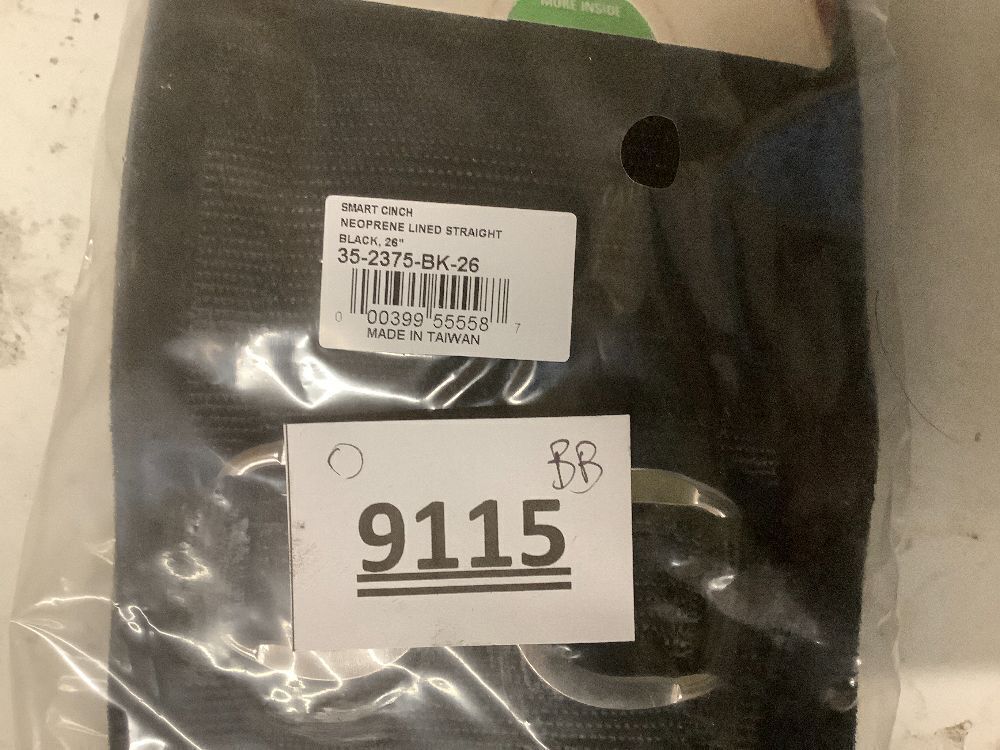 MORE INSIDE
SMART CINCH
NEOPRENE LINED STRAIGHT
BLACK, 26"
35-2375-BK-26
0 00399 55558 7
MADE IN TAIWAN
O BB
9115